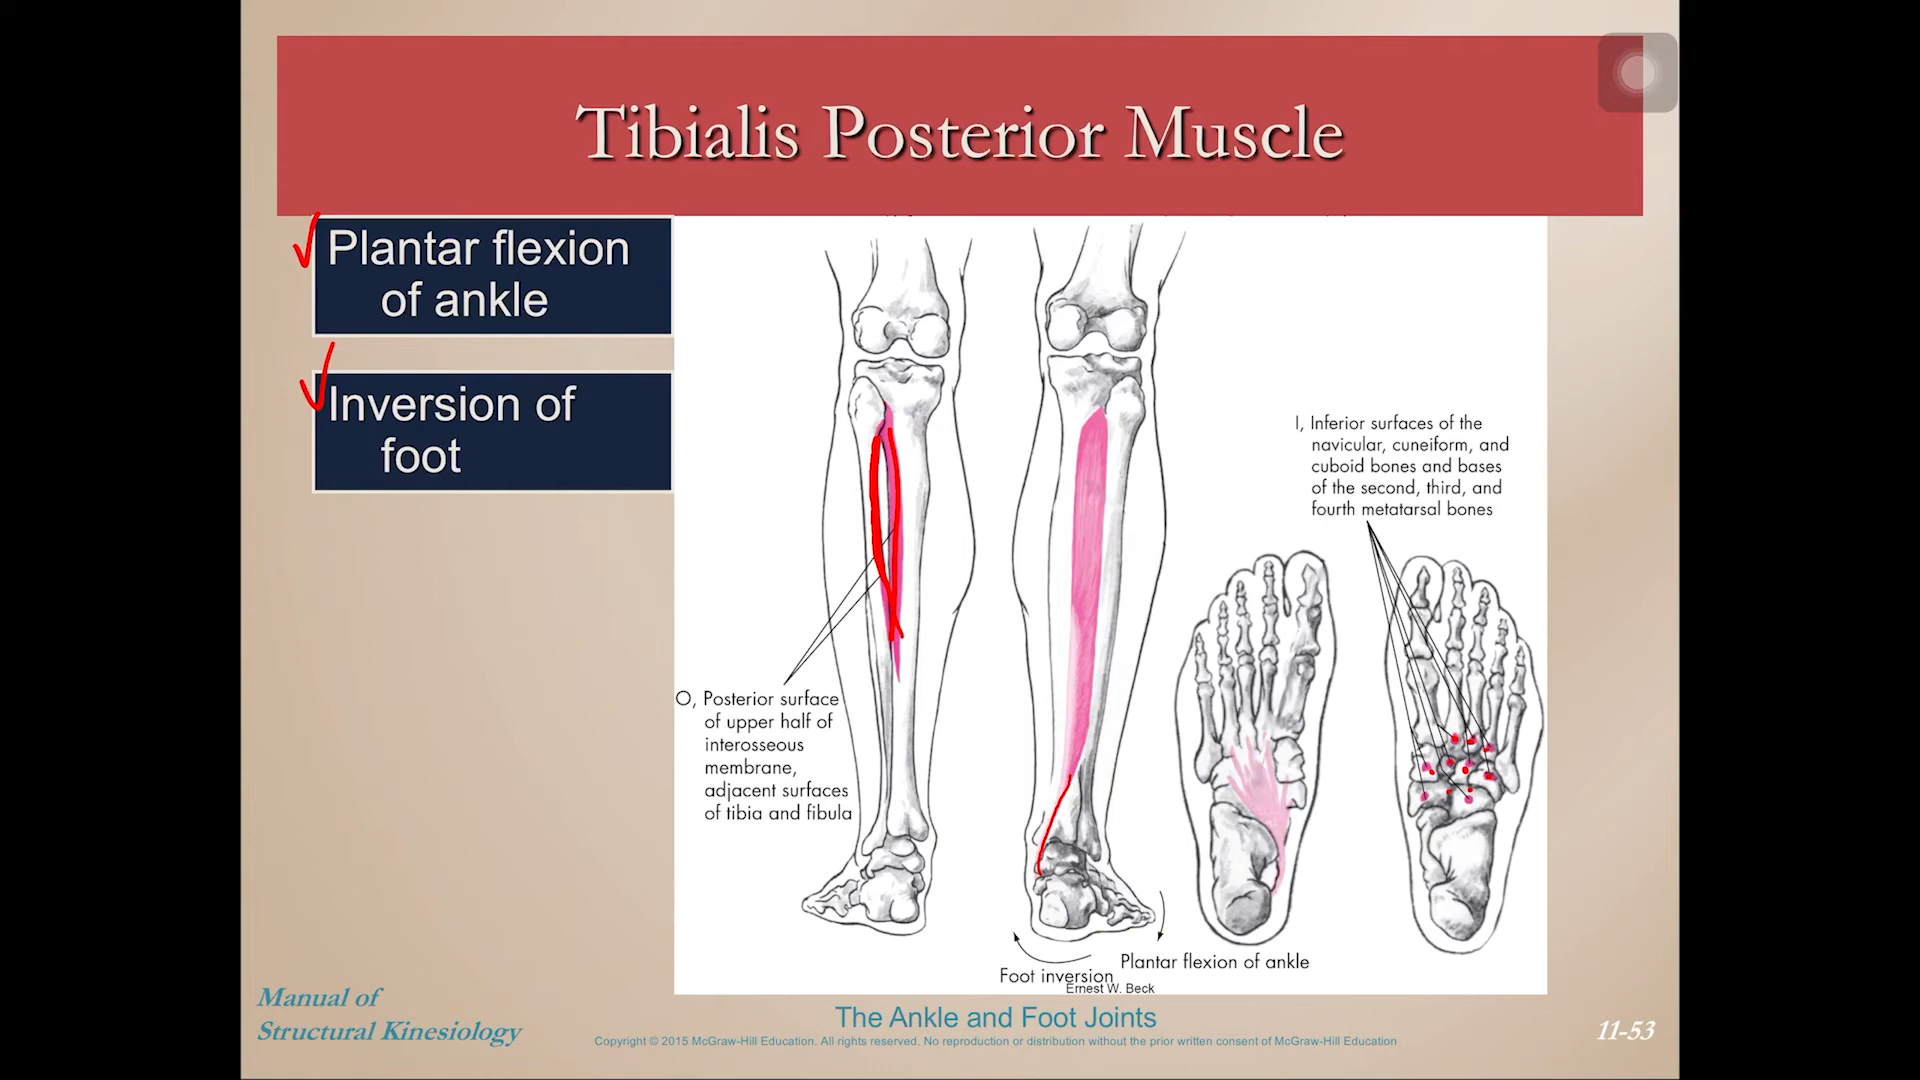 Tibialis Posterior Muscle
Plantar flexion
of ankle
Inversion of
foot
I, Inferior surfaces of the
navicular, cuneiform, and
cuboid bones and bases
of the second, third, and
fourth metatarsal bones
O, Posterior surface
of upper half of
interosseous
membrane,
adjacent surfaces
of tibia and fibula
Plantar flexion of ankle
Foot inversion
Ernest W. Beck
Manual of
Structural Kinesiology
The Ankle and Foot Joints
Copyright © 2015 McGraw-Hill Education. All rights reserved. No reproduction or distribution without the prior written consent of McGraw-Hill Education
11-53